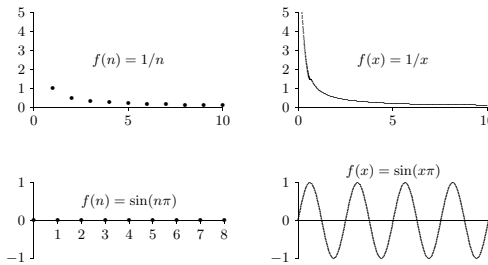 5
4
3
2
1
0
0 5 10
f(n) = 1/n
5
4
3
2
1
0
0 5 10
f(x) = 1/x
1
0
−1
1 2 3 4 5 6 7 8
f(n) = sin(nπ)
1
0
−1
f(x) = sin(xπ)